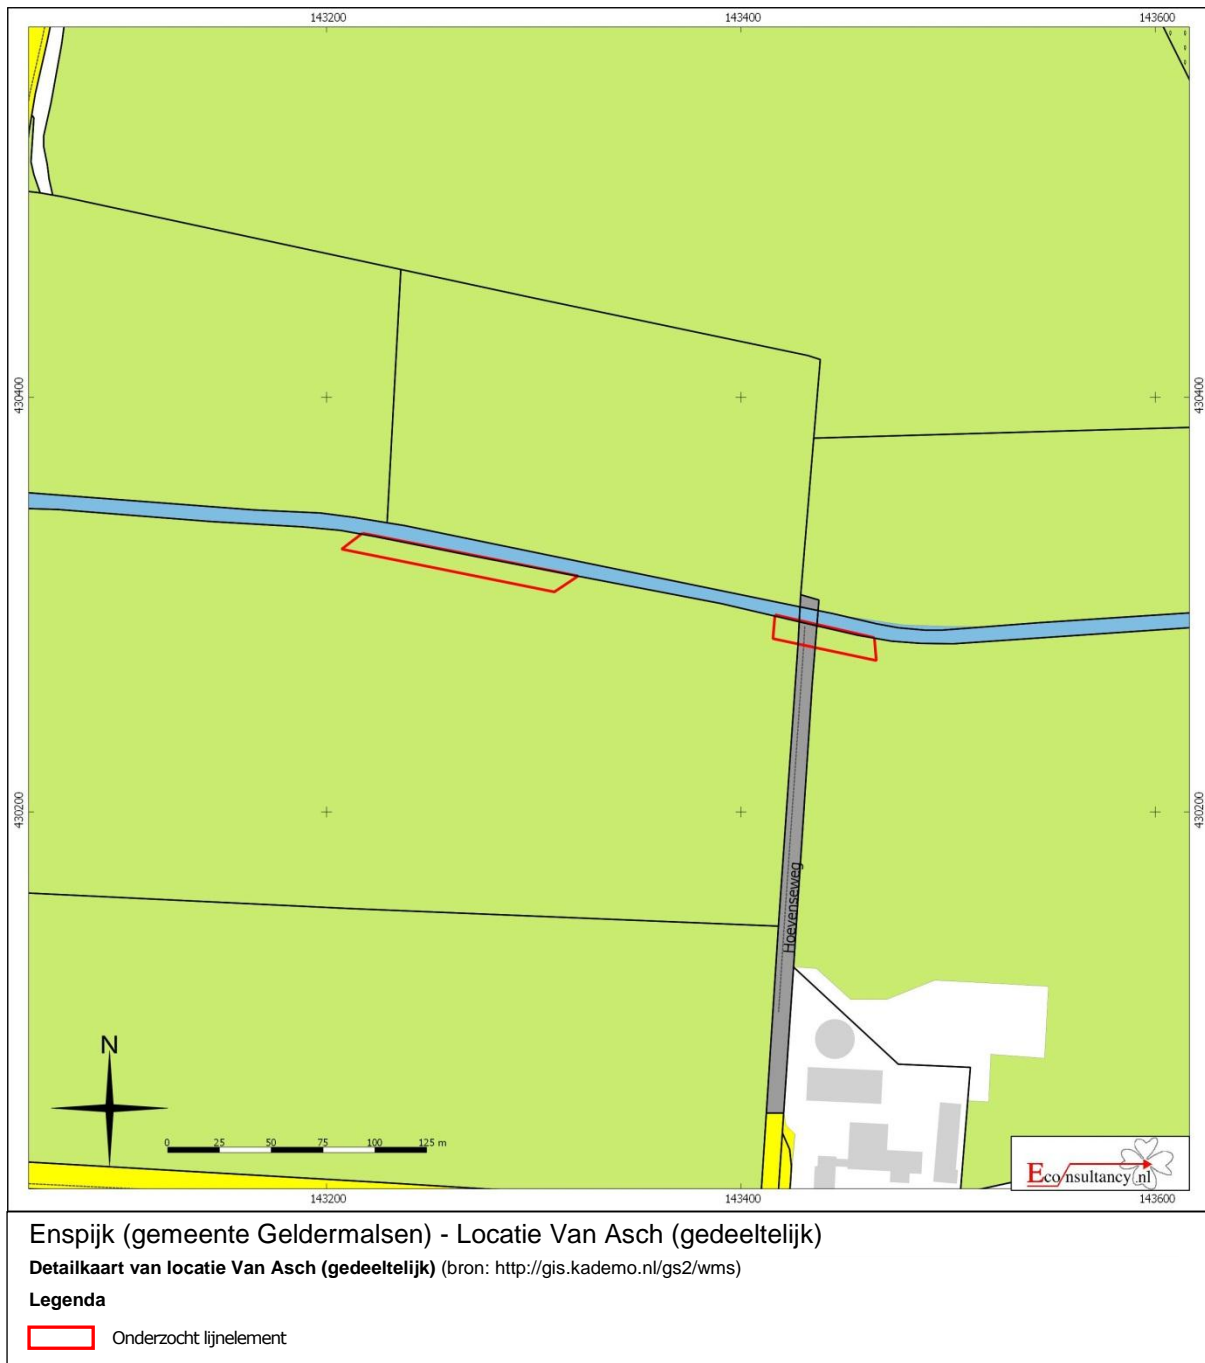 143200 143400 143600
430400 430400
430200 430200
Hoevenseweg
N
0 25 50 75 100 125 m
Econsultancy.nl
143200 143400 143600
Enspijk (gemeente Geldermalsen) - Locatie Van Asch (gedeeltelijk)
Detailkaart van locatie Van Asch (gedeeltelijk) (bron: http://gis.kademo.nl/gs2/wms)
Legenda
Onderzocht lijnelement